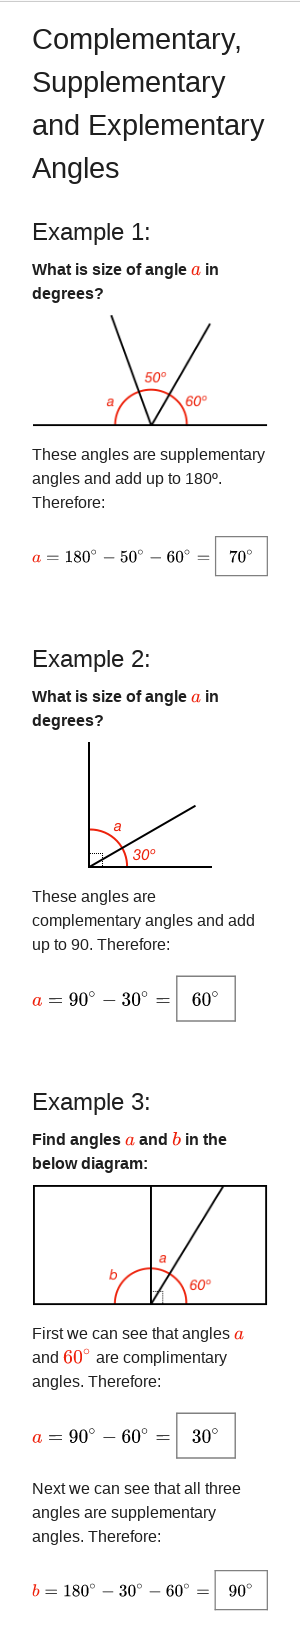 Complementary,
Supplementary
and Explementary
Angles
Example 1:
What is size of angle a in
degrees?
50º
a
60º
These angles are supplementary
angles and add up to 180º.
Therefore:
a = 180° − 50° − 60° = 70°
Example 2:
What is size of angle a in
degrees?
a
30º
These angles are
complementary angles and add
up to 90. Therefore:
a = 90° − 30° = 60°
Example 3:
Find angles a and b in the
below diagram:
a
b
60º
First we can see that angles a
and 60° are complimentary
angles. Therefore:
a = 90° − 60° = 30°
Next we can see that all three
angles are supplementary
angles. Therefore:
b = 180° − 30° − 60° = 90°